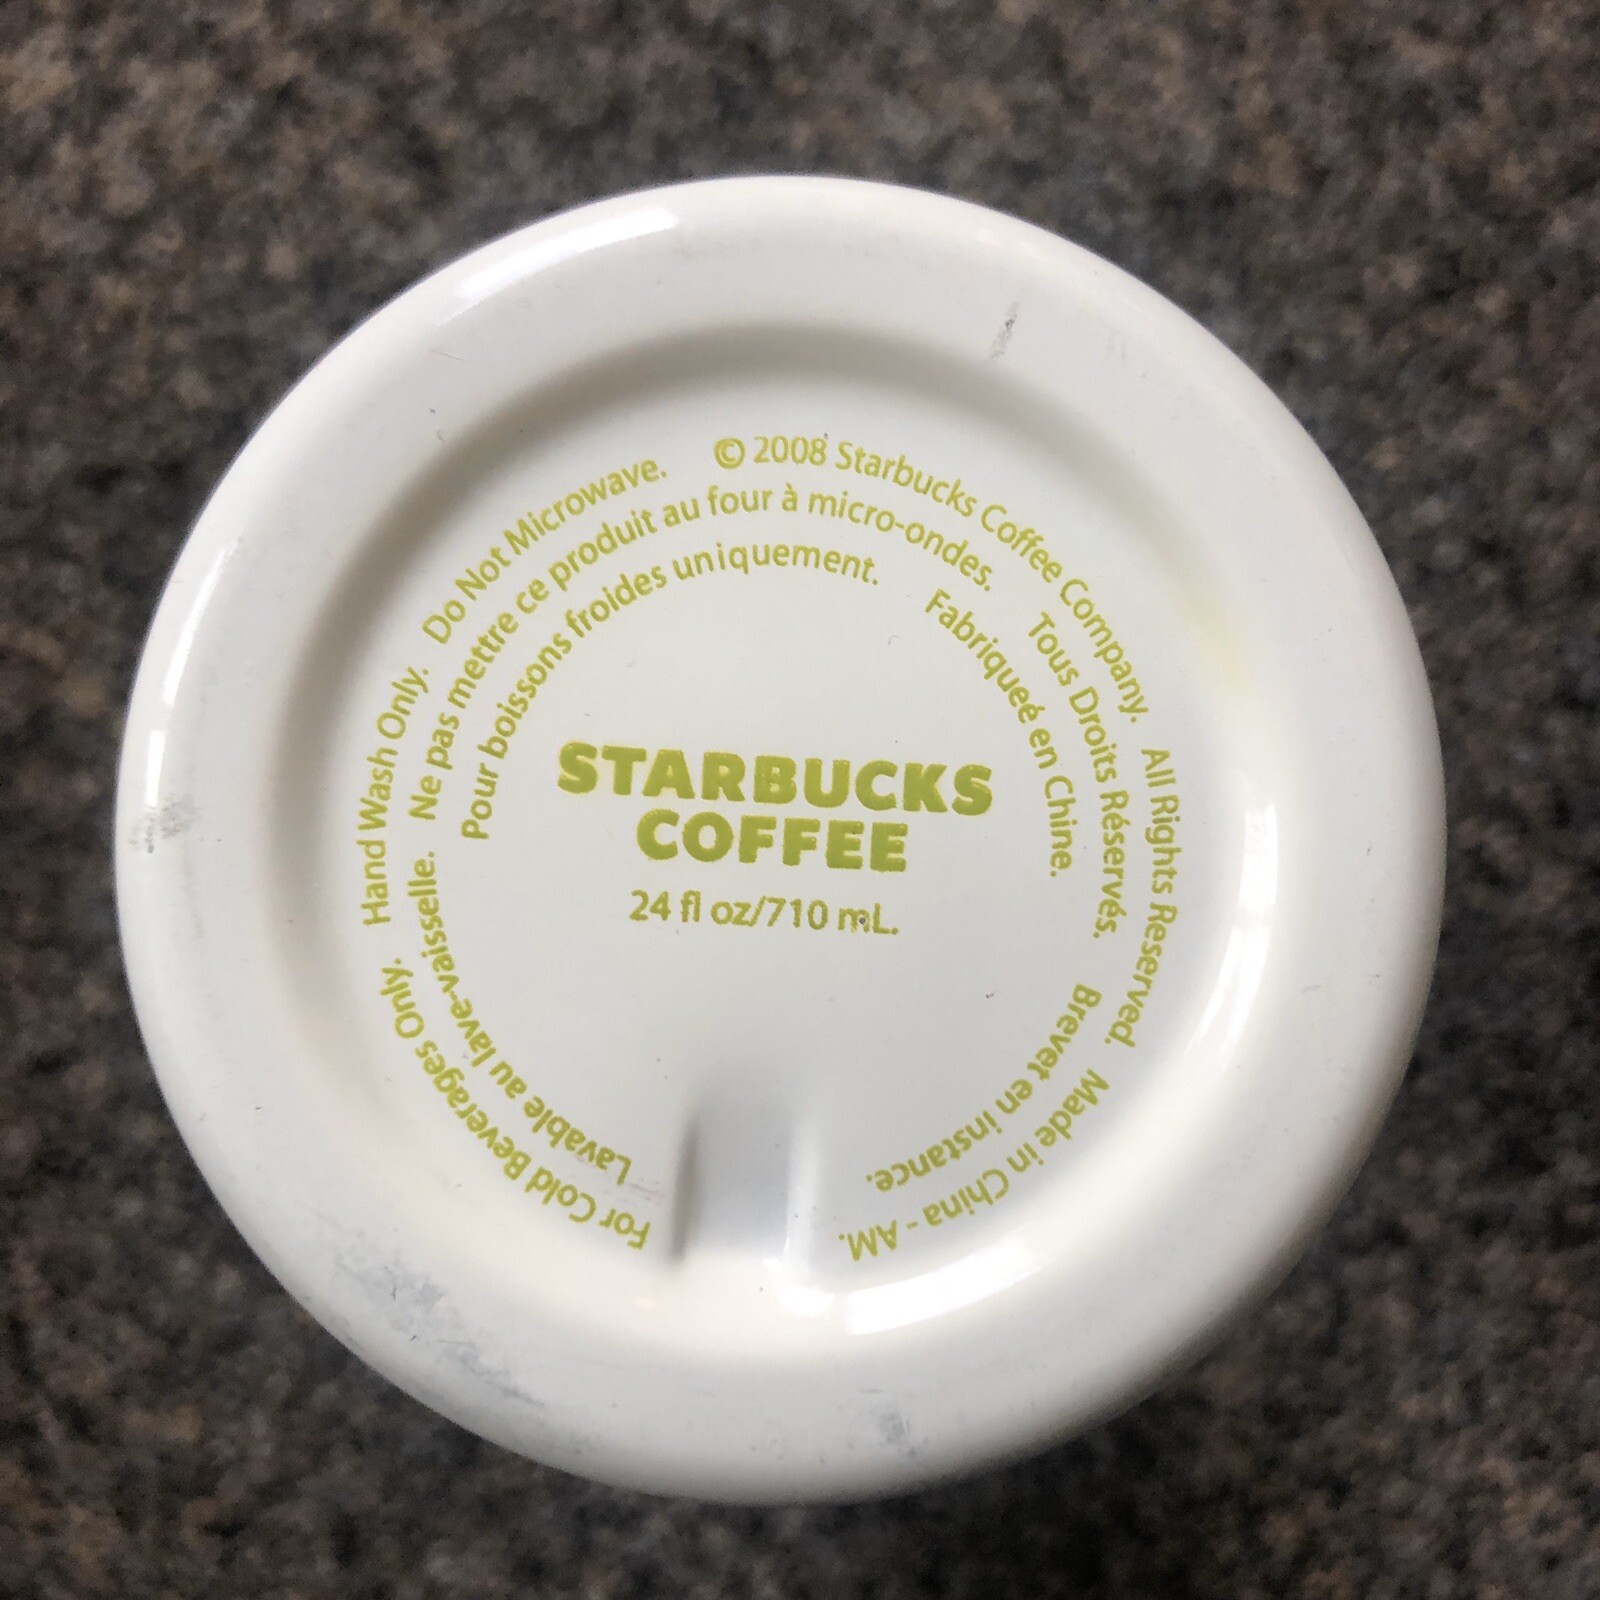 For Cold Beverages Only. Hand Wash Only. Do Not Microwave. © 2008 Starbucks Coffee Company. All Rights Reserved. Made in China - AM.
Lavable au lave-vaisselle. Ne pas mettre ce produit au four à micro-ondes. Tous Droits Réservés. Brevet en instance.
Pour boissons froides uniquement. Fabriqueé en Chine.
STARBUCKS
COFFEE
24 fl oz/710 mL.